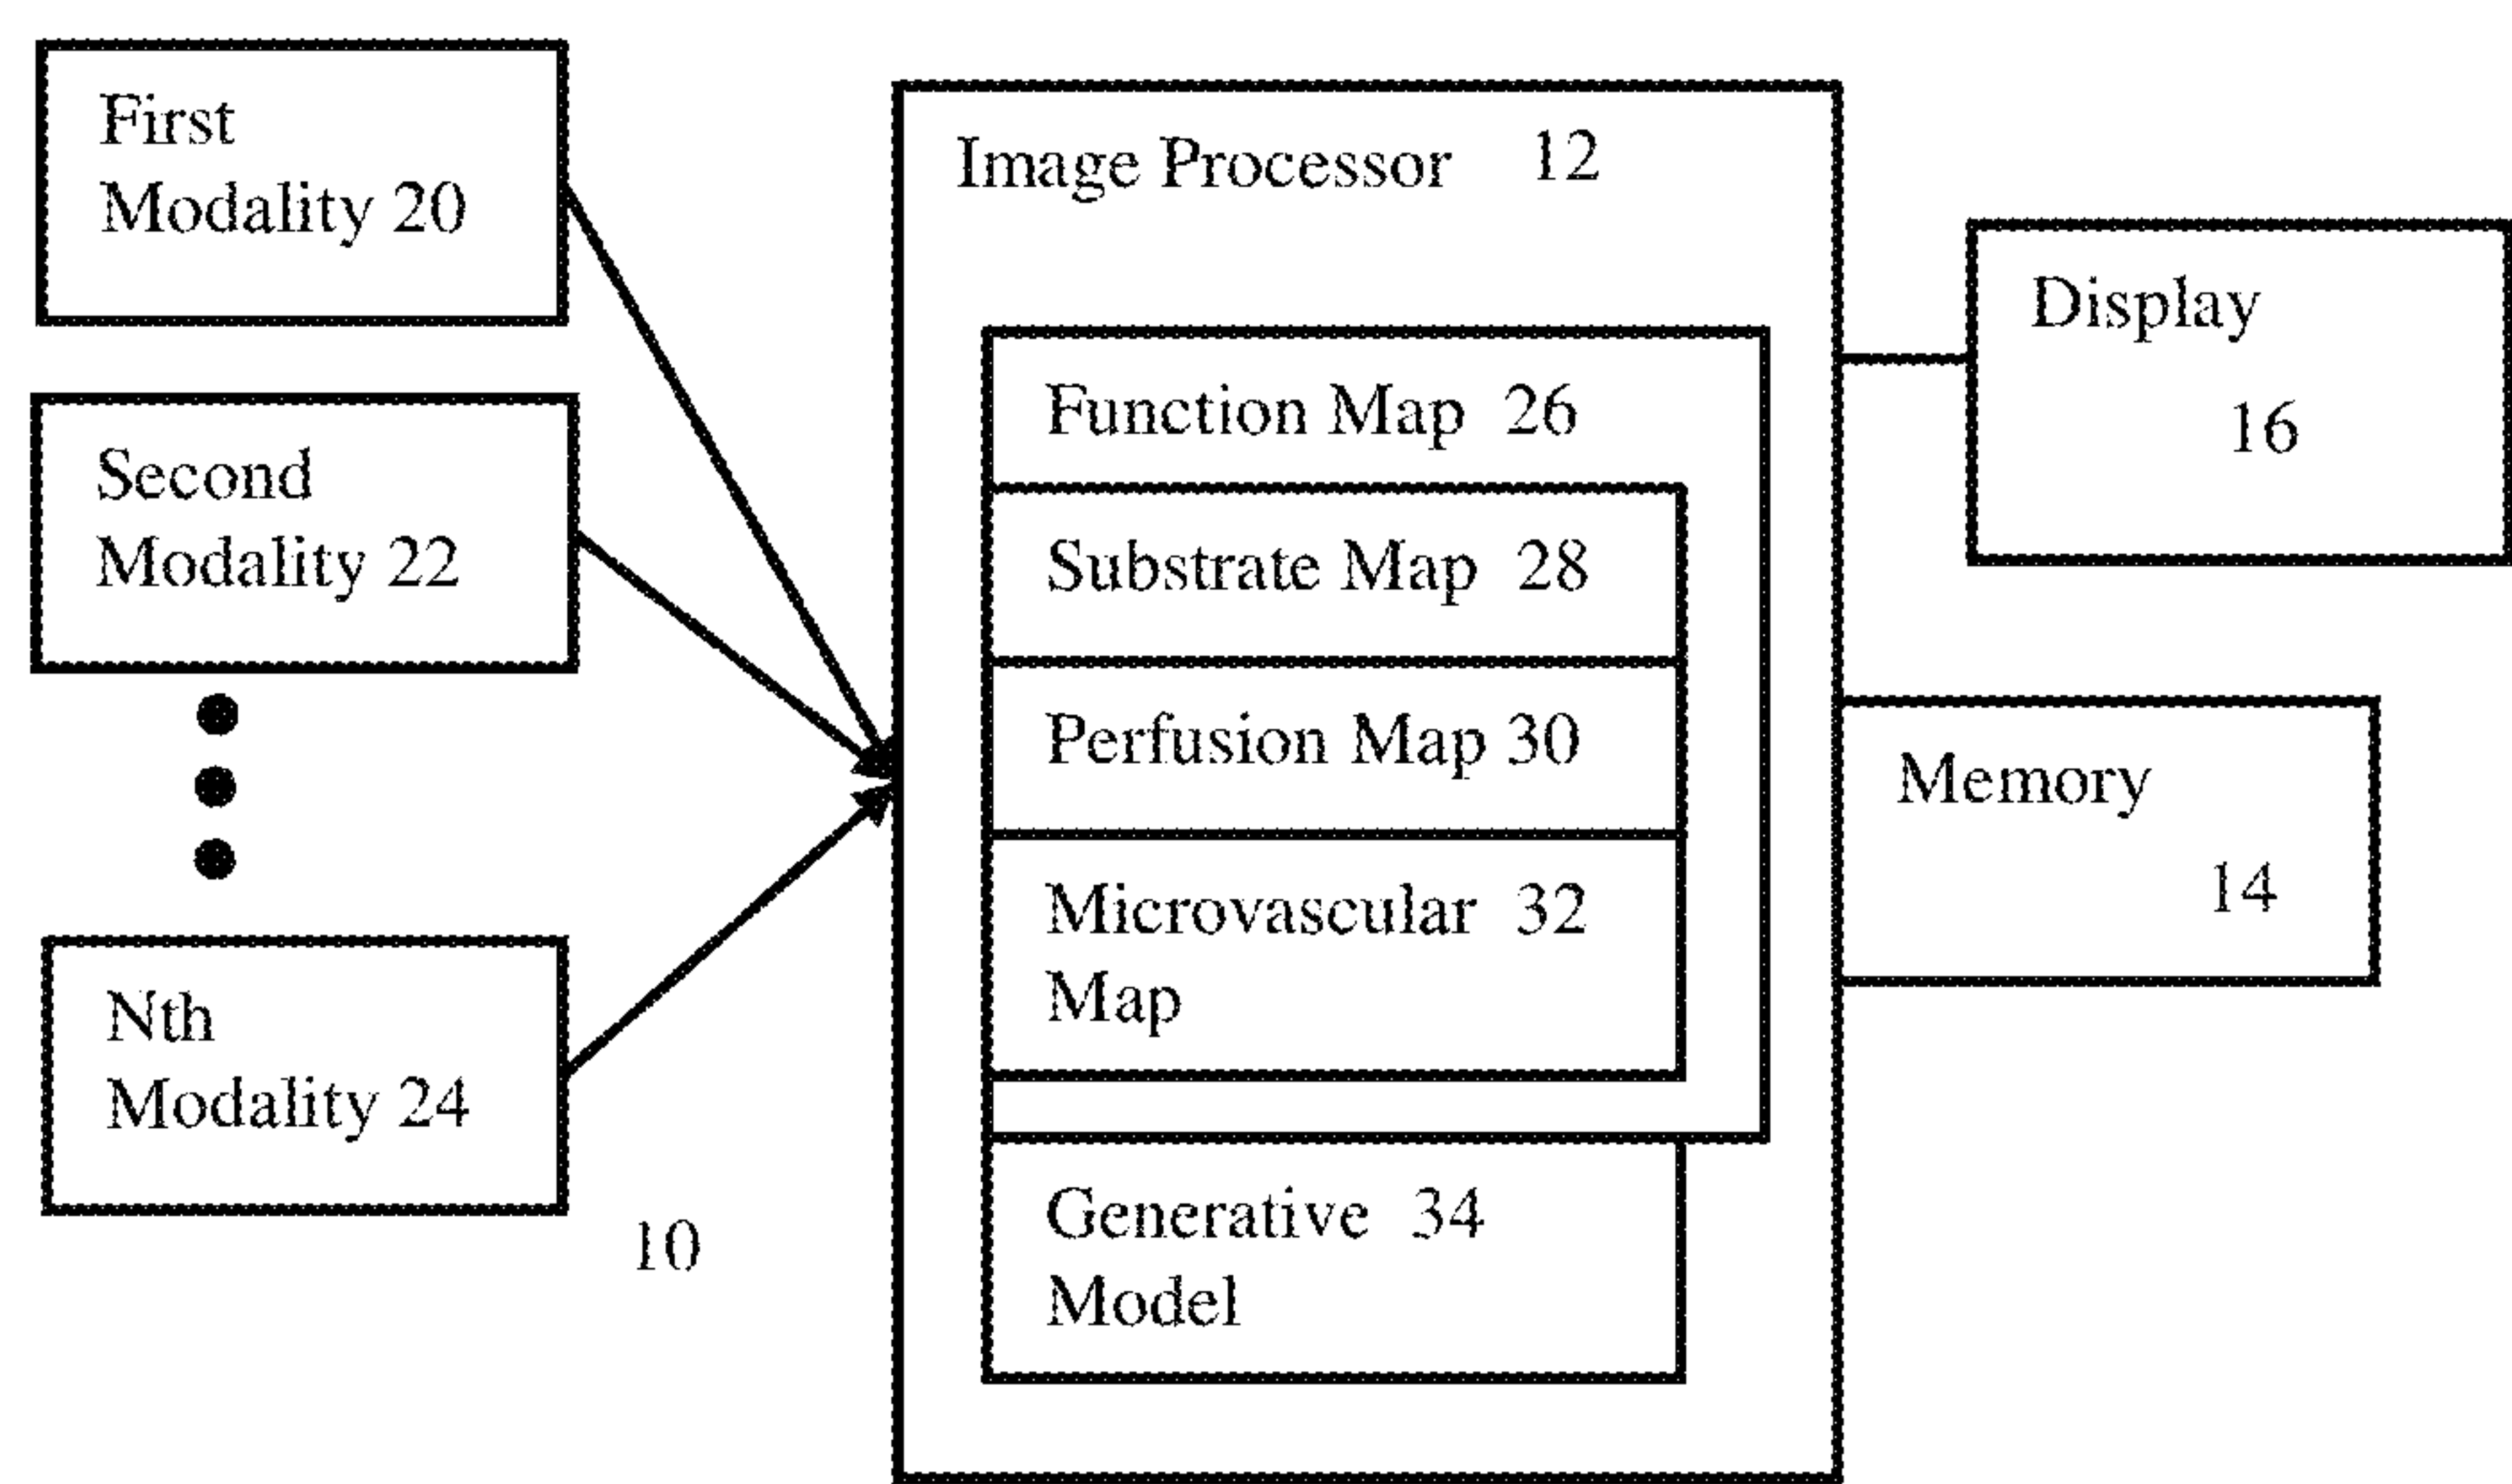 First
Modality 20
Second
Modality 22
Nth
Modality 24
10
Image Processor 12
Function Map 26
Substrate Map 28
Perfusion Map 30
Microvascular 32
Map
Generative 34
Model
Display
16
Memory
14